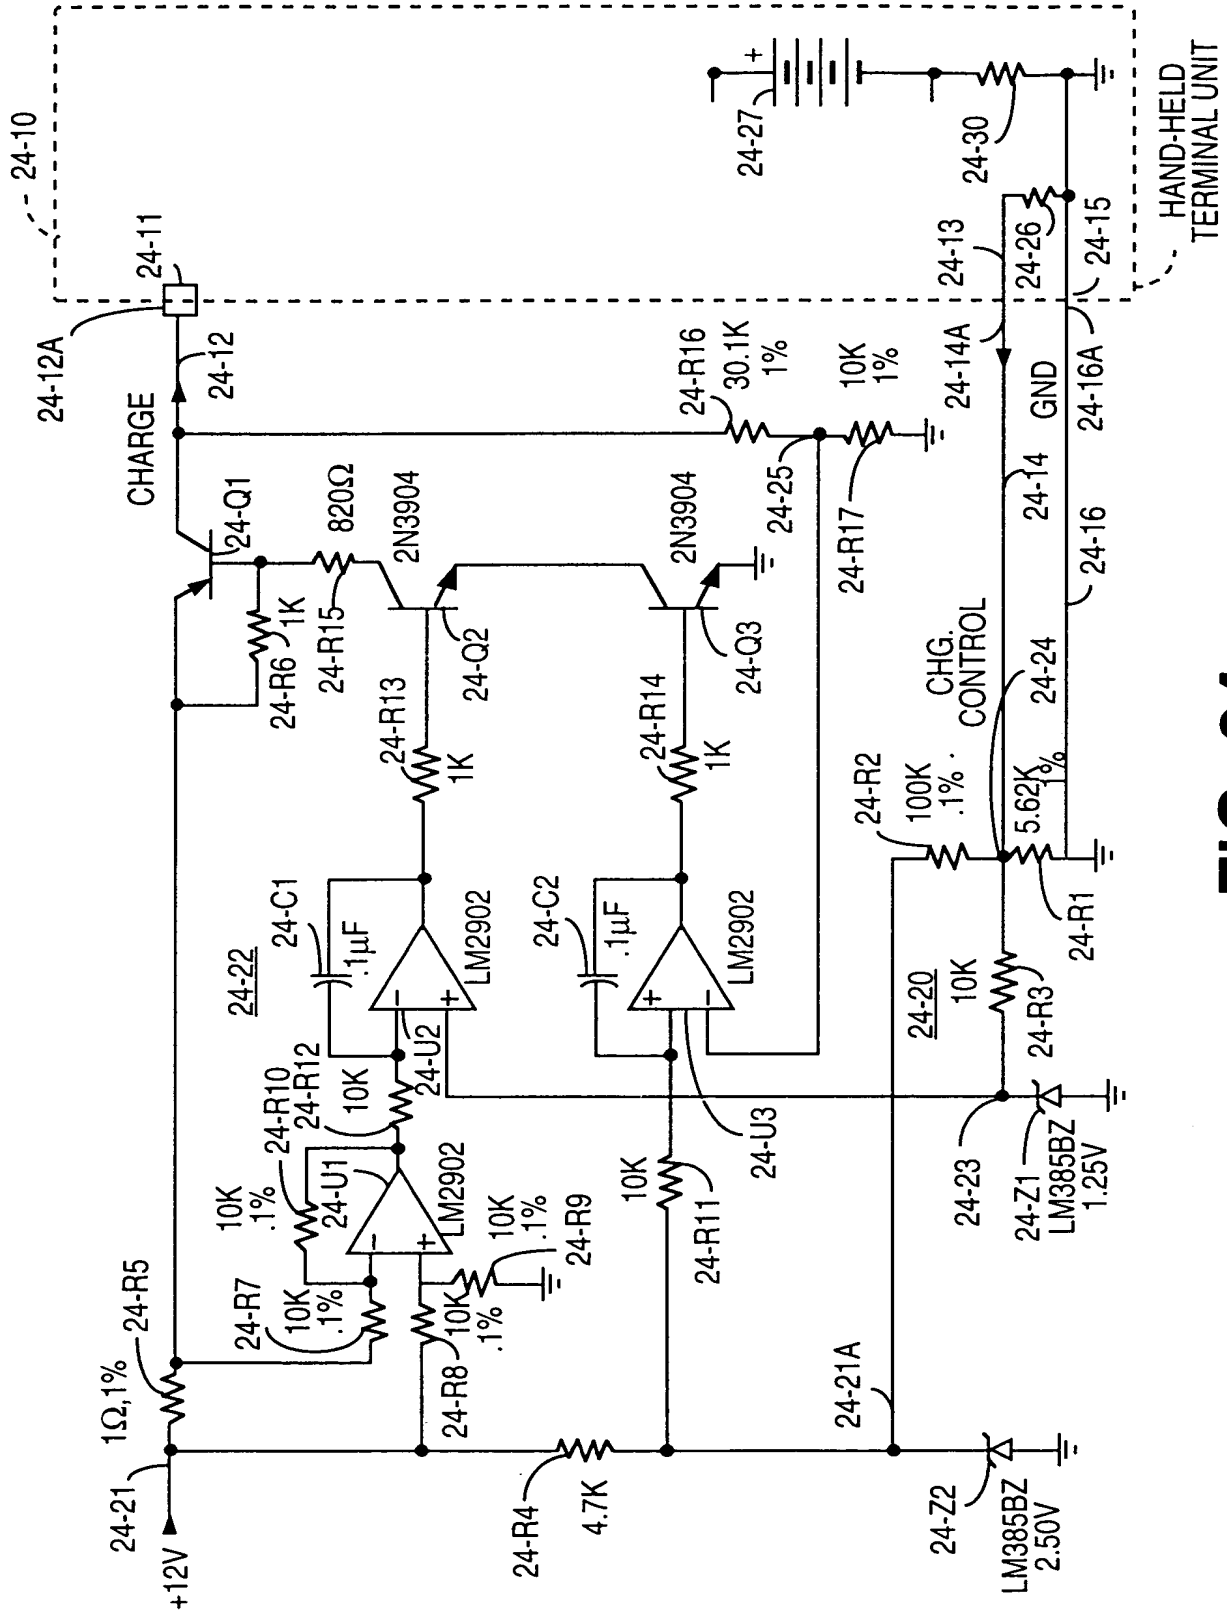 24-10
24-12A
24-11
CHARGE
24-12
24-21
+12V
1Ω,1%
24-R5
24-Q1
24-R6
1K
24-R15
820Ω
24-22
24-R7
10K
.1%
10K
.1%
24-R10
24-U1
LM2902
24-R8
10K
.1%
10K
.1%
24-R9
24-R12
10K
24-C1
.1µF
24-U2
LM2902
24-R13
1K
24-Q2
2N3904
24-R4
4.7K
10K
24-R11
24-C2
.1µF
24-U3
LM2902
24-R14
1K
24-Q3
2N3904
24-R16
30.1K
1%
24-25
10K
1%
24-R17
24-27
+
24-30
24-21A
24-Z2
LM385BZ
2.50V
24-23
24-Z1
LM385BZ
1.25V
24-20
10K
24-R3
24-R2
100K
.1%
24-R1
5.62K
1%
CHG.
CONTROL
24-24
24-14
24-16
24-14A
GND
24-16A
24-13
24-26
24-15
HAND-HELD
TERMINAL UNIT